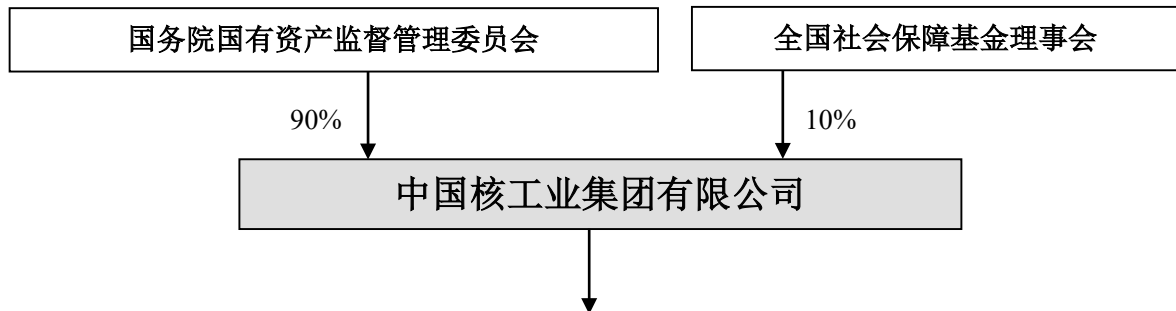 国务院国有资产监督管理委员会
全国社会保障基金理事会
90%
10%
中国核工业集团有限公司